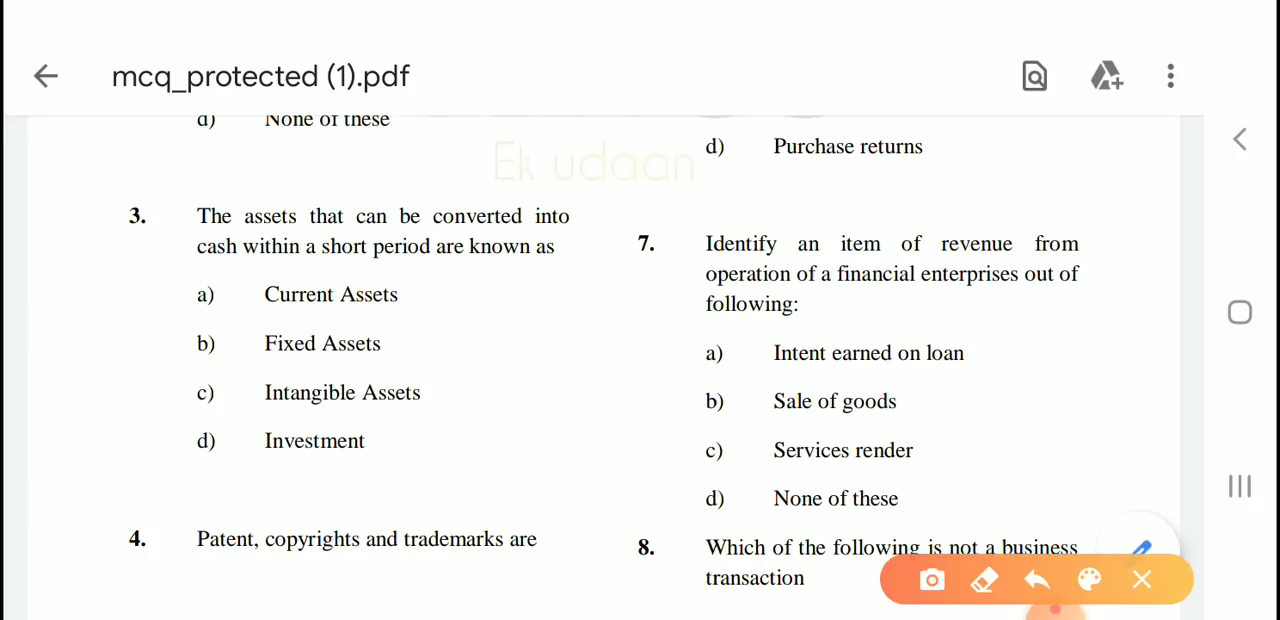 mcq_protected (1).pdf
d) None of these
Ek udaan
3. The assets that can be converted into
cash within a short period are known as
a) Current Assets
b) Fixed Assets
c) Intangible Assets
d) Investment
4. Patent, copyrights and trademarks are
d) Purchase returns
7. Identify an item of revenue from
operation of a financial enterprises out of
following:
a) Intent earned on loan
b) Sale of goods
c) Services render
d) None of these
8. Which of the following is not a business
transaction